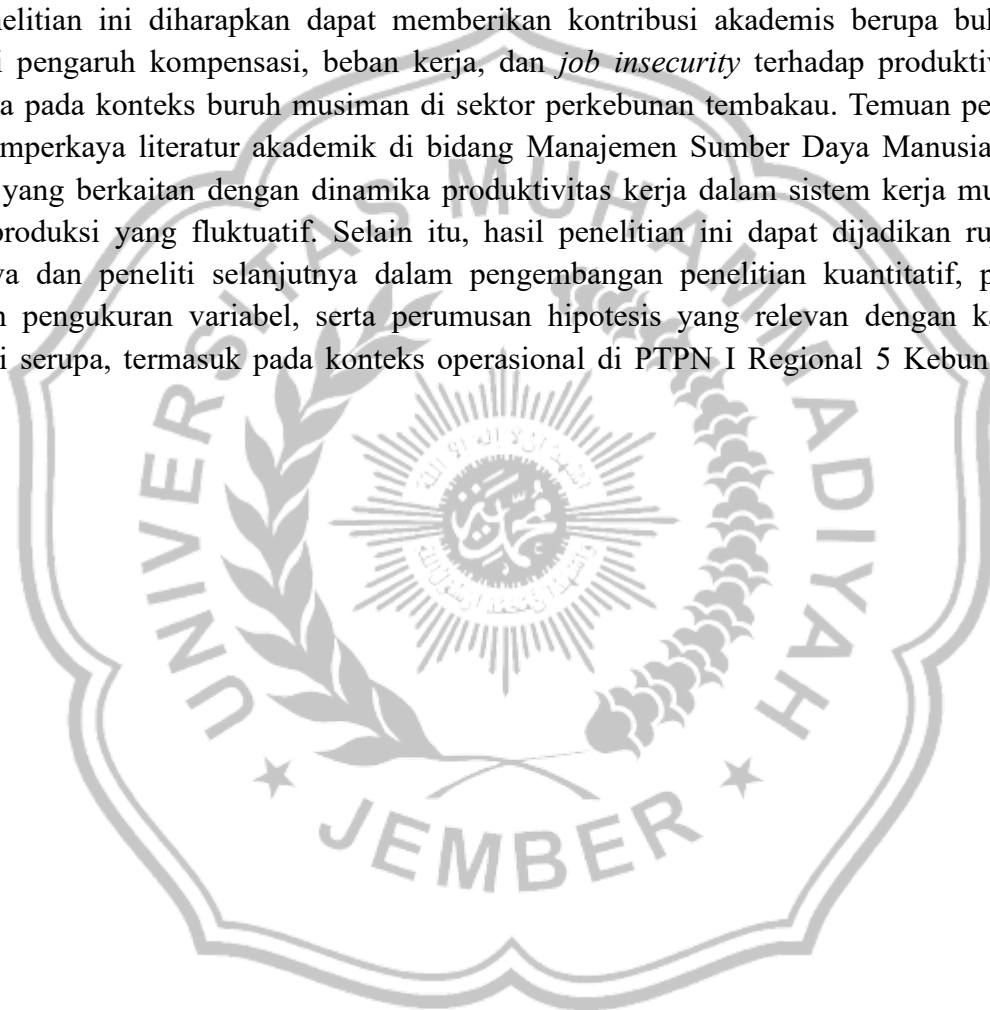 nelitian ini diharapkan dapat memberikan kontribusi akademis berupa bu
i pengaruh kompensasi, beban kerja, dan job insecurity terhadap produkti
a pada konteks buruh musiman di sektor perkebunan tembakau. Temuan pe
mperkaya literatur akademik di bidang Manajemen Sumber Daya Manusia
yang berkaitan dengan dinamika produktivitas kerja dalam sistem kerja mu
produksi yang fluktuatif. Selain itu, hasil penelitian ini dapat dijadikan ru
ya dan peneliti selanjutnya dalam pengembangan penelitian kuantitatif, p
n pengukuran variabel, serta perumusan hipotesis yang relevan dengan ka
i serupa, termasuk pada konteks operasional di PTPN I Regional 5 Kebun
UNIVERSITAS MUHAMMADIYAH
JEMBER